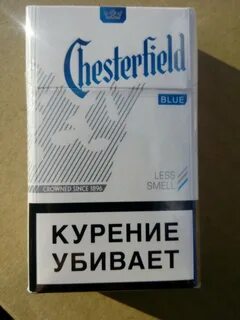 Chesterfield
BLUE
LESS
SMELL
CROWNED SINCE 1896
КУРЕНИЕ
УБИВАЕТ